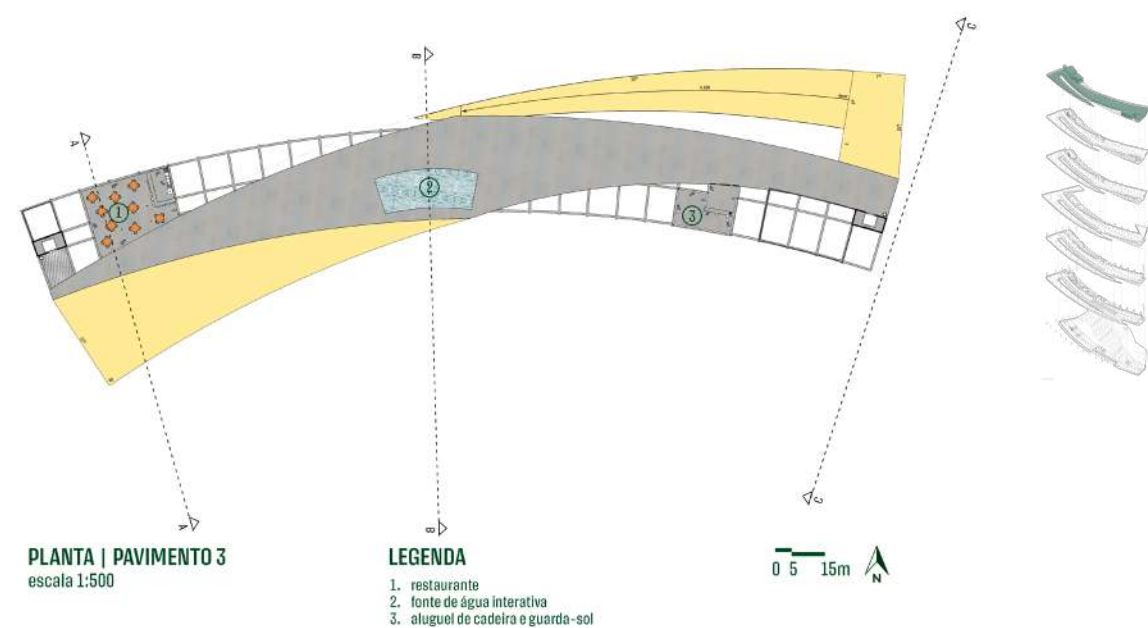 C
B
A
1
2
3
A
B
C
PLANTA | PAVIMENTO 3
escala 1:500
LEGENDA
1. restaurante
2. fonte de água interativa
3. aluguel de cadeira e guarda-sol
0 5 15m
N